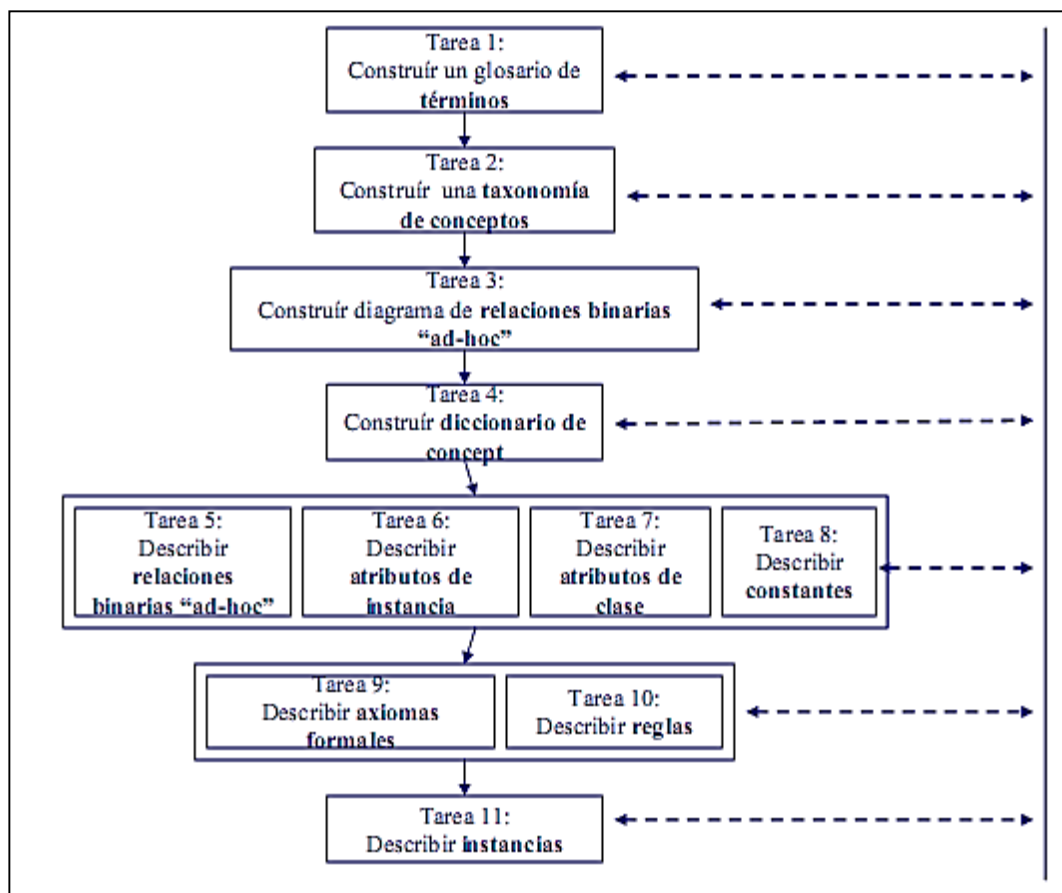 Tarea 1:
Construír un glosario de
términos
Tarea 2:
Construír una taxonomía
de conceptos
Tarea 3:
Construír diagrama de relaciones binarias
“ad-hoc”
Tarea 4:
Construír diccionario de
concept
Tarea 5:
Describir
relaciones
binarias “ad-hoc”
Tarea 6:
Describir
atributos de
instancia
Tarea 7:
Describir
atributos de
clase
Tarea 8:
Describir
constantes
Tarea 9:
Describir axiomas
formales
Tarea 10:
Describir reglas
Tarea 11:
Describir instancias